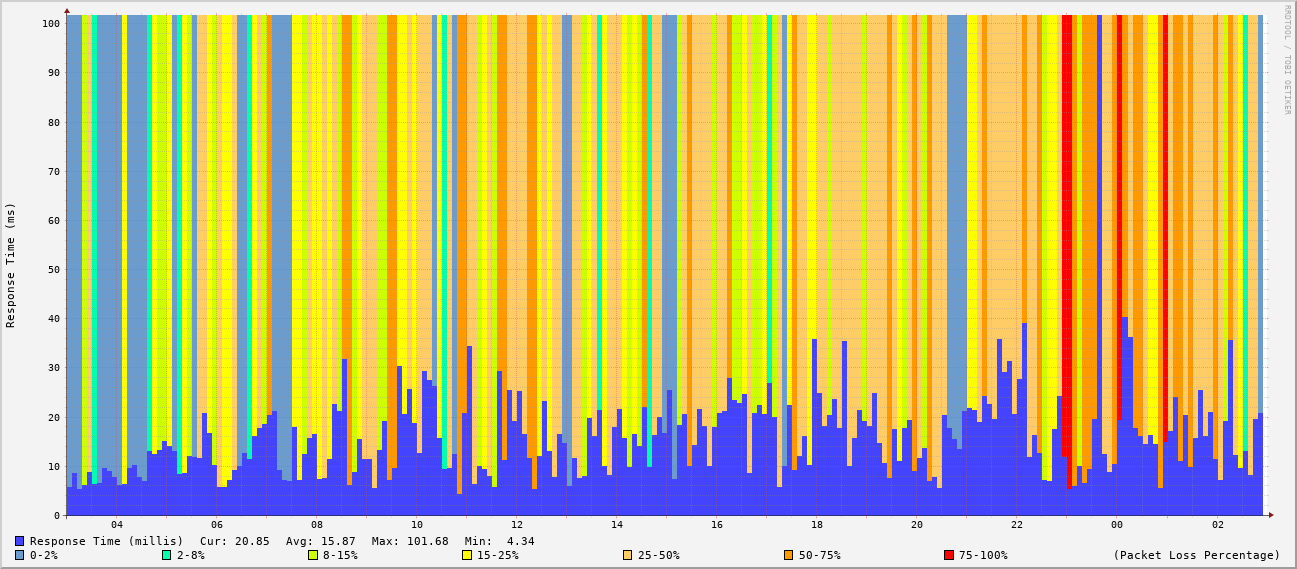 RRDTOOL / TOBI OETIKER
Response Time (ms)
100
90
80
70
60
50
40
30
20
10
0
04 06 08 10 12 14 16 18 20 22 00 02
Response Time (millis) Cur: 20.85 Avg: 15.87 Max: 101.68 Min: 4.34
0-2% 2-8% 8-15% 15-25% 25-50% 50-75% 75-100% (Packet Loss Percentage)